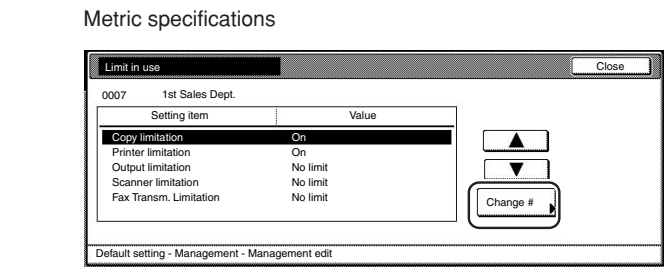 Metric specifications
Limit in use Close
0007 1st Sales Dept.
Setting item Value
Copy limitation On
Printer limitation On
Output limitation No limit
Scanner limitation No limit
Fax Transm. Limitation No limit
▲
▼
Change #
Default setting - Management - Management edit